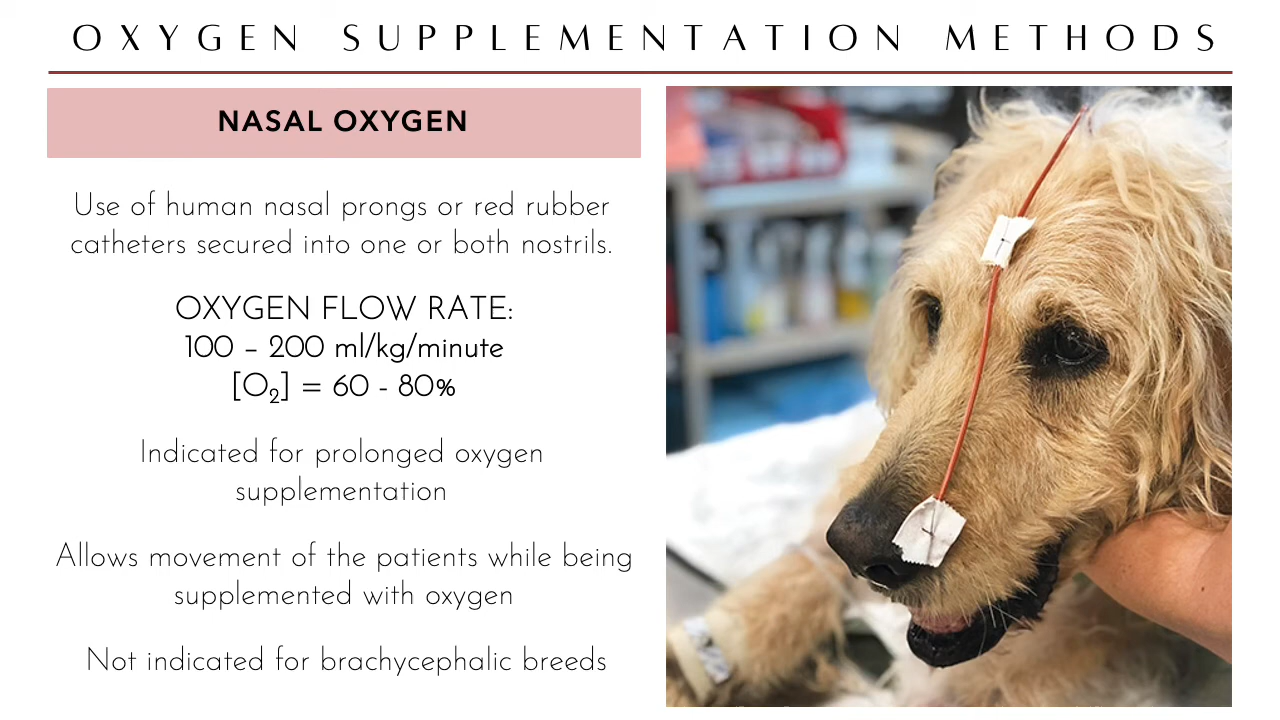 OXYGEN SUPPLEMENTATION METHODS
NASAL OXYGEN
Use of human nasal prongs or red rubber
catheters secured into one or both nostrils.
OXYGEN FLOW RATE:
100 – 200 ml/kg/minute
[O₂] = 60 - 80%
Indicated for prolonged oxygen
supplementation
Allows movement of the patients while being
supplemented with oxygen
Not indicated for brachycephalic breeds